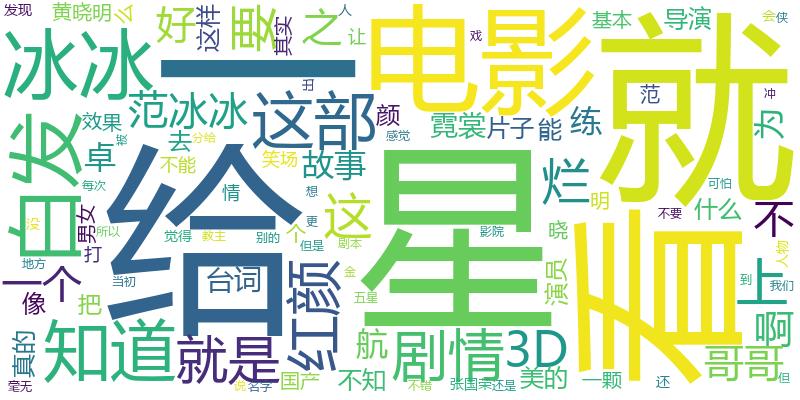 发现
黄晓明
么
好
这样
要
其实
之
让
人
电影
戏
基本
导演
就
会
侠
冰冰
一
白发
效果
范冰冰
卓
去
不能
这部
颜
感觉
笑场
故事
霓裳
片子
能
练
范
冲
为
被
每次
分给
给
星
烂
可怕
没
男女
打
所以
觉得
教主
情
个
别的
想
但是
更
这
剧本
影院
晓
明
不要
什么
不
看
地方
一个
像
把
当初
台词
红颜
金
五星
演员
上
到
人物
我们
啊
真的
知道
就是
航
剧情
3D
哥哥
毫无
说
名字
国产
不知
不错
张国荣
还是
美的
一颗
还
但